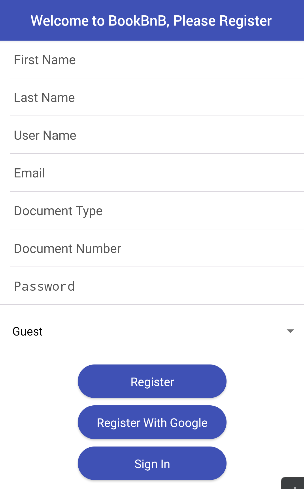 Welcome to BookBnB, Please Register
First Name
Last Name
User Name
Email
Document Type
Document Number
Password
Guest
Register
Register With Google
Sign In